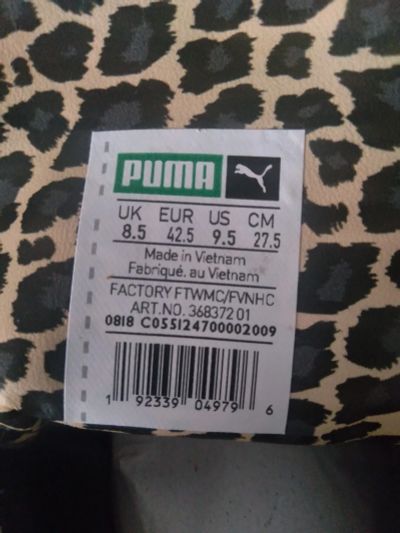 PUMA
UK EUR US CM
8.5 42.5 9.5 27.5
Made in Vietnam
Fabriqué. au Vietnam
FACTORY FTWMC/FVNHC
ART.NO. 368372 01
0818 C055124700002009
1 92339 04979 6